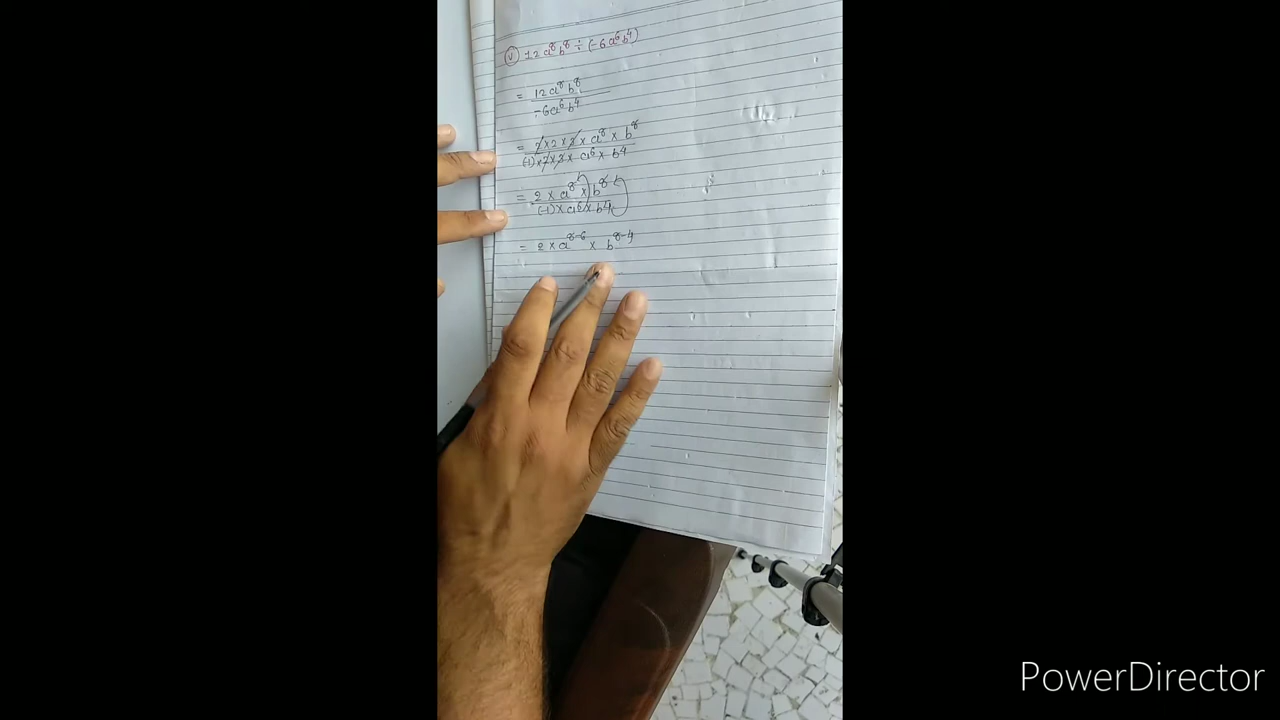 (v) 12a⁸b⁸ ÷ (-6a⁶b⁴)
= 12a⁸b⁸
-6a⁶b⁴
= 2 × 2 × 3 × a⁸ × b⁸
(-1) × 2 × 3 × a⁶ × b⁴
= 2 × a⁸ × b⁸
(-1) × a⁶ × b⁴
= 2 × a⁸⁻⁶ × b⁸⁻⁴
PowerDirector